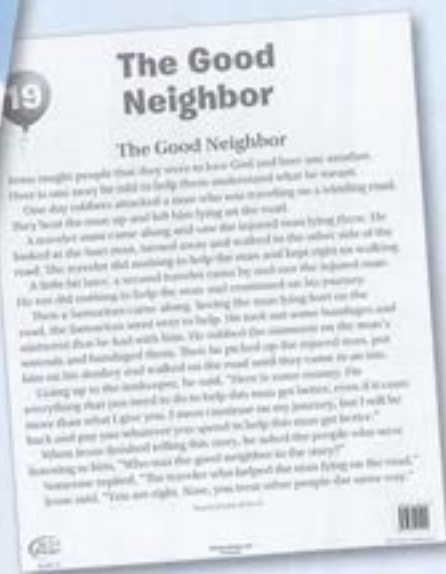 19
The Good
Neighbor
The Good Neighbor
Jesus taught people that they were to love God and love one another.
Here is one story he told to help them understand what he meant.
One day robbers attacked a man who was traveling on a winding road.
They beat the man up and left him lying on the road.
A traveler soon came along and saw the injured man lying there. He
looked at the hurt man, turned away and walked to the other side of the
road. The traveler did nothing to help the man and kept right on walking.
A little bit later, a second traveler came by and saw the injured man.
He too did nothing to help the man and continued on his journey.
Then a Samaritan came along. Seeing the man lying hurt on the
road, the Samaritan went over to help. He took out some bandages and
ointment that he had with him. He rubbed the ointment on the man's
wounds and bandaged them. Then he picked up the injured man, put
him on his donkey and walked on the road until they came to an inn.
Going up to the innkeeper, he said, "Here is some money. Do
everything that you need to do to help this man get better, even if it costs
more than what I give you. I must continue on my journey, but I will be
back and pay you whatever you spend to help this man get better."
When Jesus finished telling this story, he asked the people who were
listening to him, "Who was the good neighbor in the story?"
Someone replied, "The traveler who helped the man lying on the road."
Jesus said, "You are right. Now, you treat other people the same way."